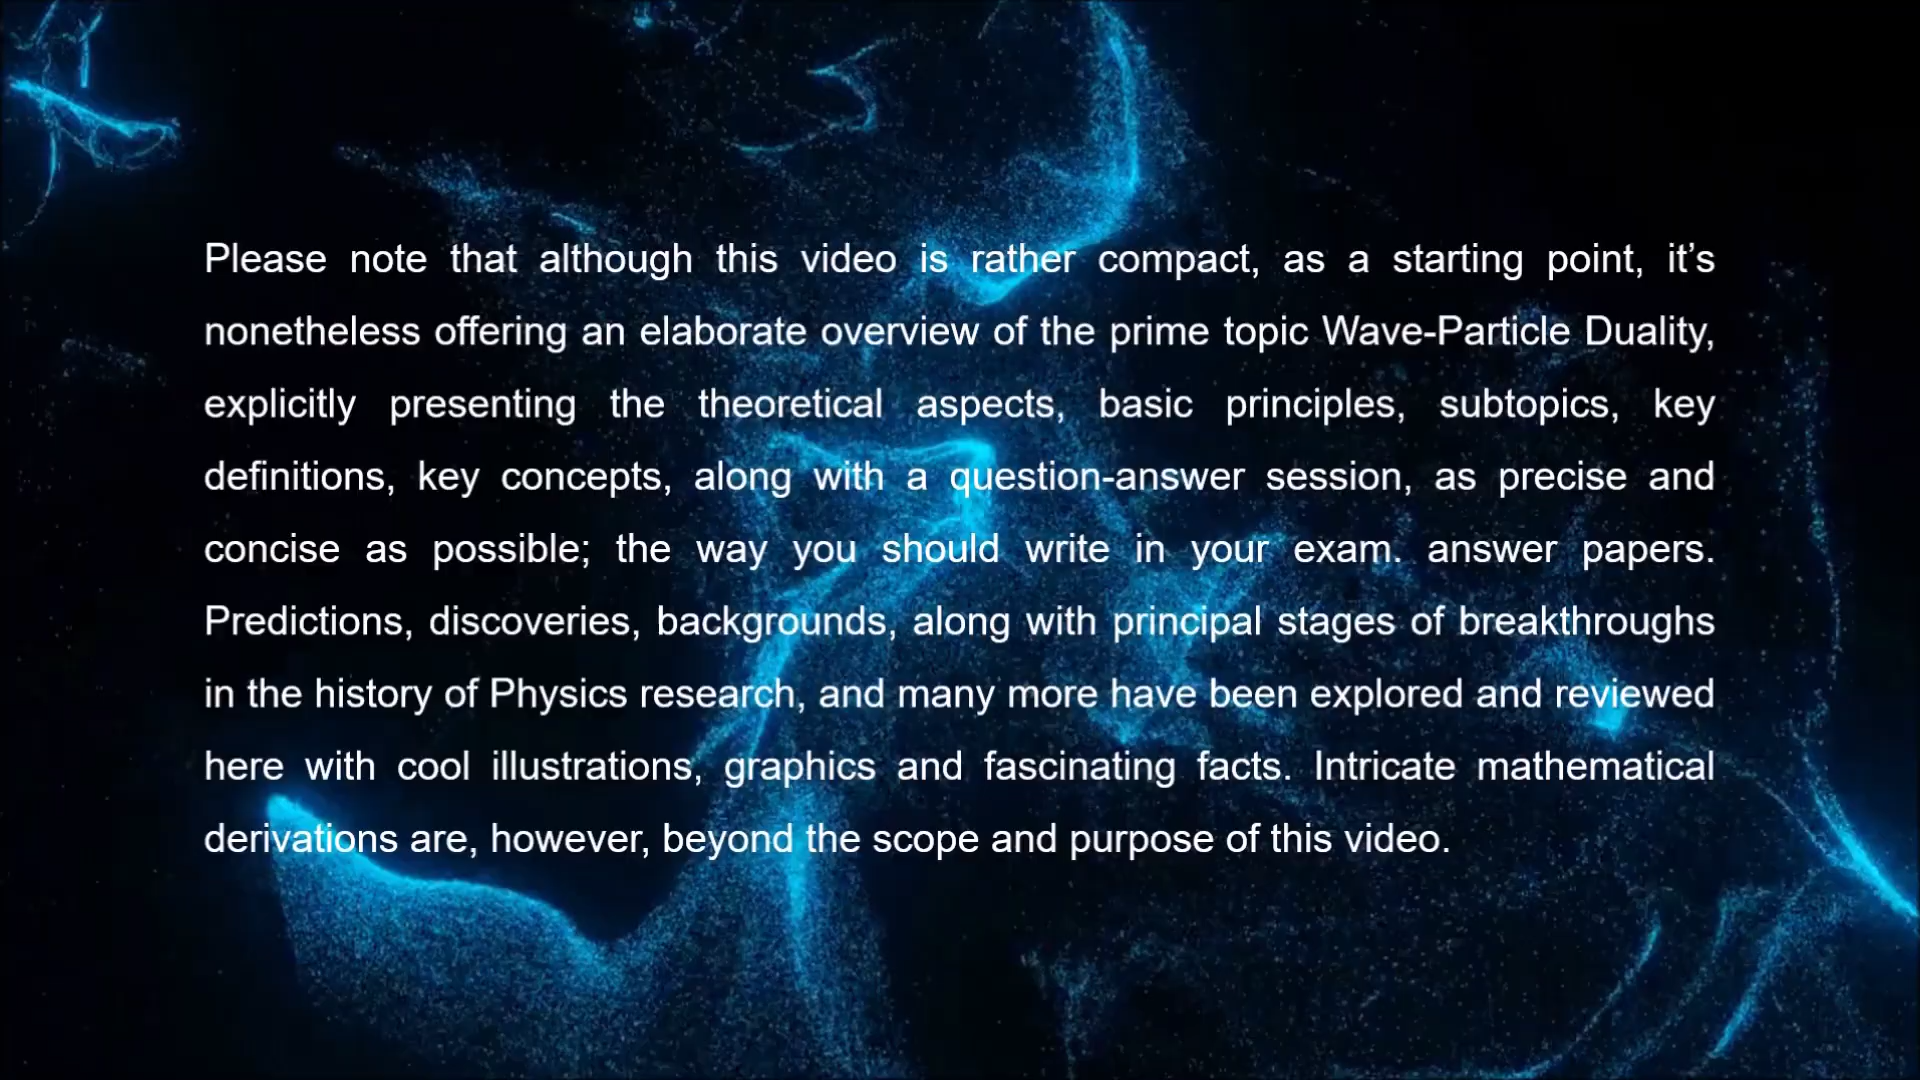 Please note that although this video is rather compact, as a starting point, it’s
nonetheless offering an elaborate overview of the prime topic Wave-Particle Duality,
explicitly presenting the theoretical aspects, basic principles, subtopics, key
definitions, key concepts, along with a question-answer session, as precise and
concise as possible; the way you should write in your exam. answer papers.
Predictions, discoveries, backgrounds, along with principal stages of breakthroughs
in the history of Physics research, and many more have been explored and reviewed
here with cool illustrations, graphics and fascinating facts. Intricate mathematical
derivations are, however, beyond the scope and purpose of this video.